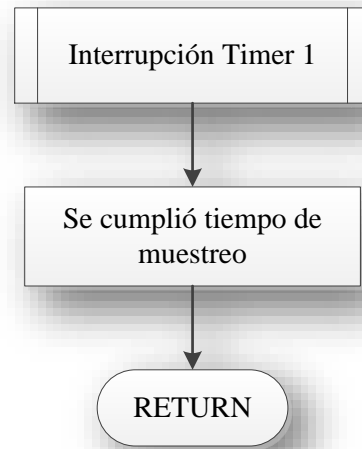 Interrupción Timer 1
Se cumplió tiempo de
muestreo
RETURN